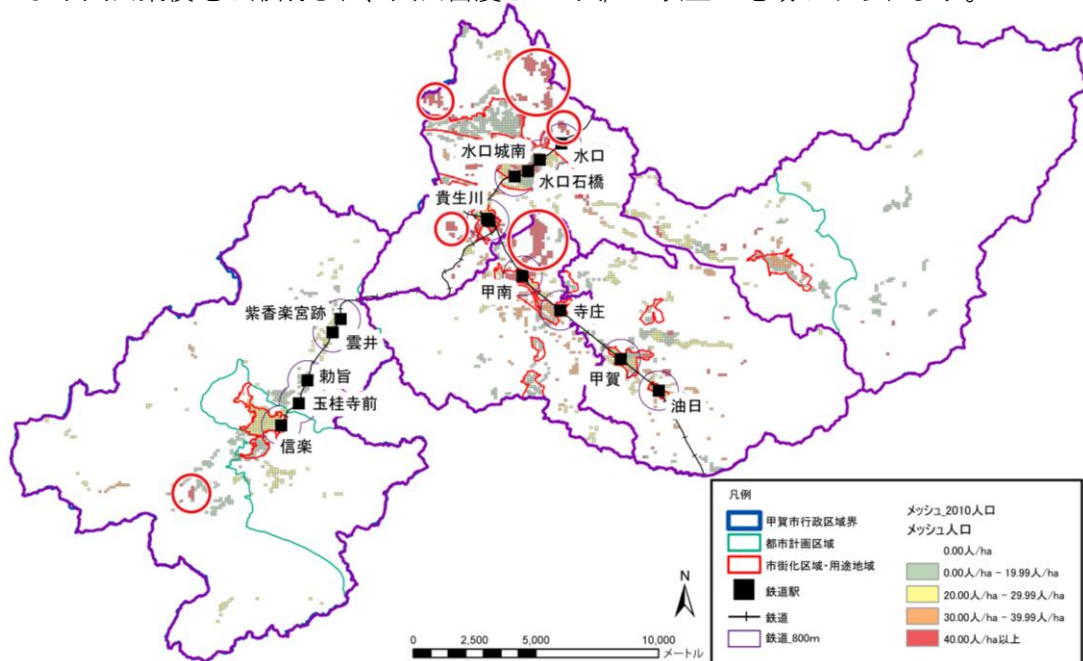 水口城南
水口
水口石橋
貴生川
甲南
寺庄
甲賀
油日
紫香楽宮跡
雲井
勅旨
玉桂寺前
信楽
凡例
甲賀市行政区域界
都市計画区域
市街化区域・用途地域
鉄道駅
鉄道
鉄道_800m
メッシュ_2010人口
メッシュ人口
0.00人/ha
0.00人/ha - 19.99人/ha
20.00人/ha - 29.99人/ha
30.00人/ha - 39.99人/ha
40.00人/ha以上
N
0 2,500 5,000 10,000
メートル